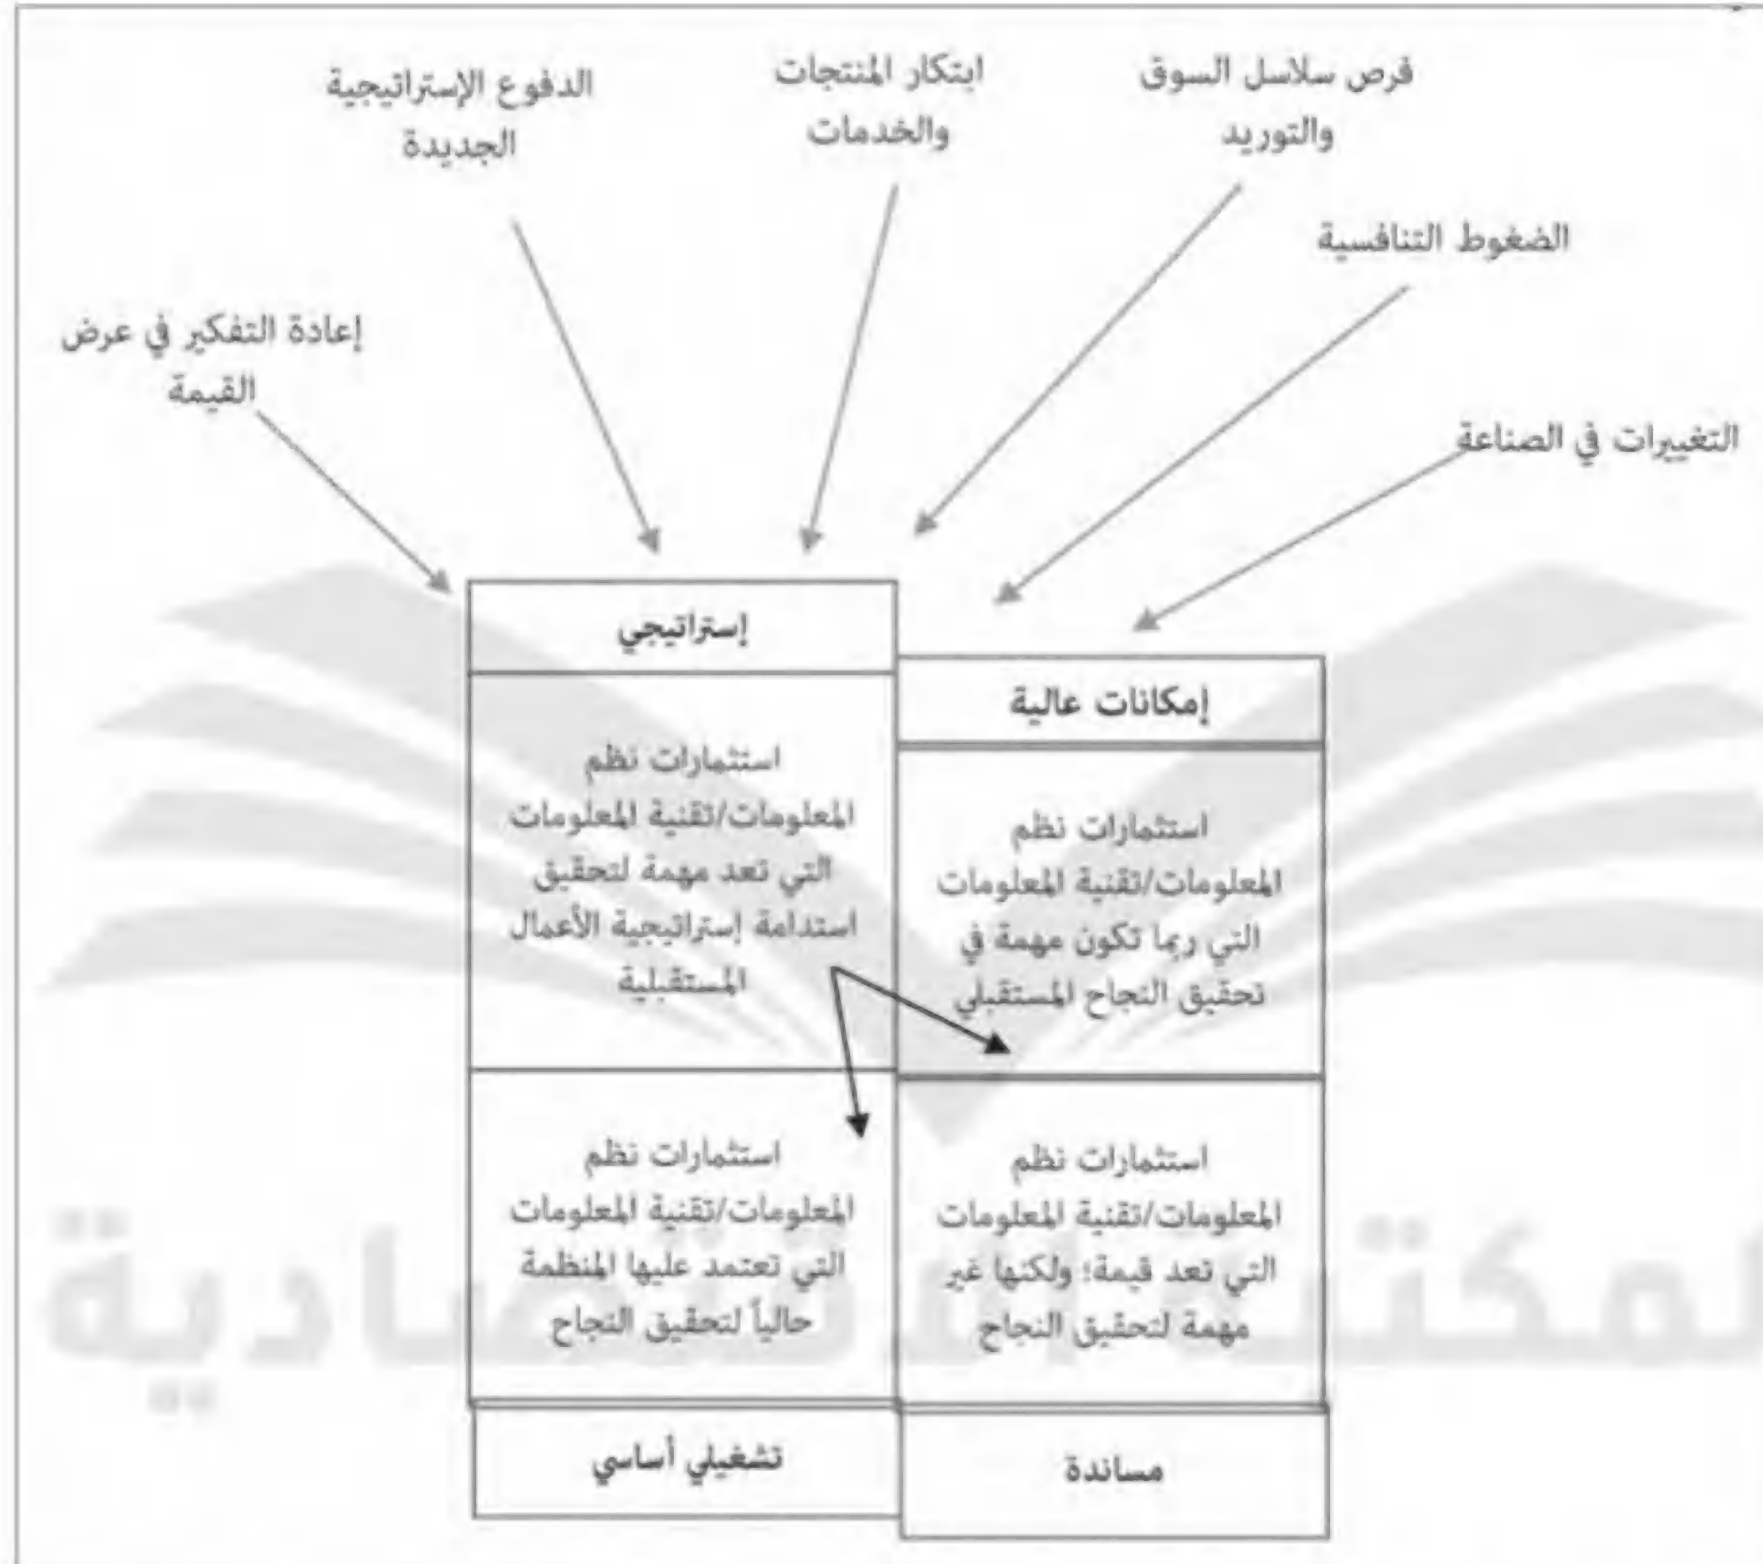 فرص سلاسل السوق
والتوريد
ابتكار المنتجات
والخدمات
الدفوع الإستراتيجية
الجديدة
الضغوط التنافسية
إعادة التفكير في عرض
القيمة
التغييرات في الصناعة
إستراتيجي
استثمارات نظم
المعلومات/تقنية المعلومات
التي تعد مهمة لتحقيق
استدامة إستراتيجية الأعمال
المستقبلية
إمكانات عالية
استثمارات نظم
المعلومات/تقنية المعلومات
التي ربما تكون مهمة في
تحقيق النجاح المستقبلي
استثمارات نظم
المعلومات/تقنية المعلومات
التي تعتمد عليها المنظمة
حالياً لتحقيق النجاح
تشغيلي أساسي
استثمارات نظم
المعلومات/تقنية المعلومات
التي تعد قيمة؛ ولكنها غير
مهمة لتحقيق النجاح
مساندة